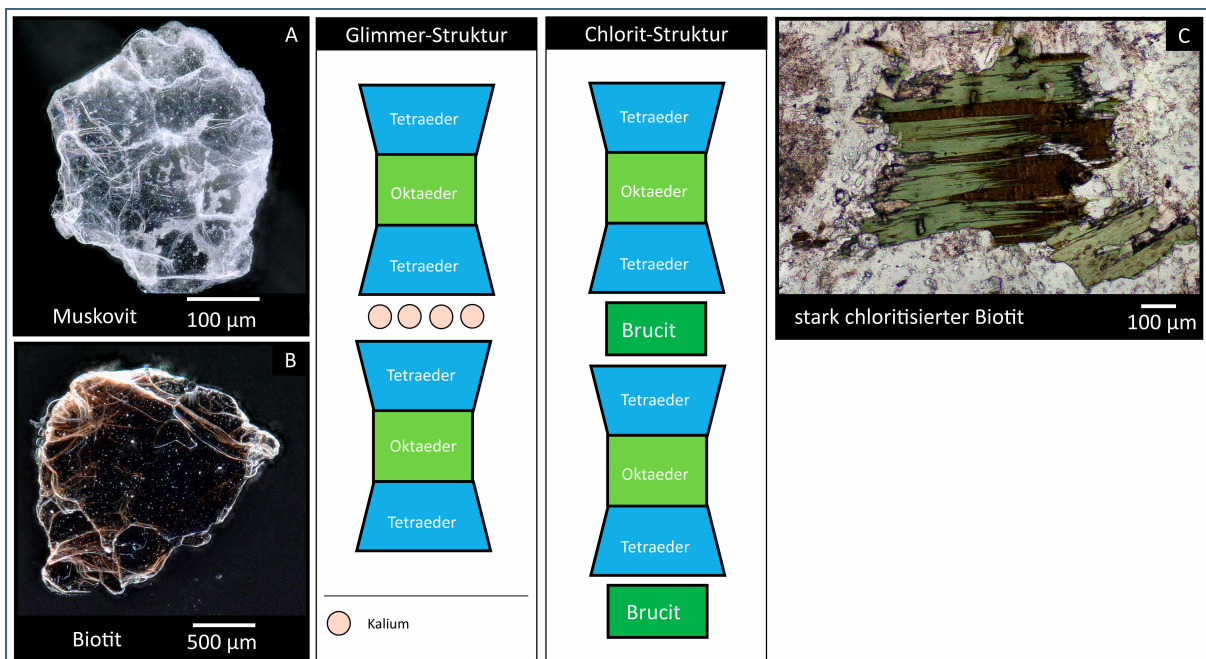 A
Muskovit
100 µm
B
Biotit
500 µm
Glimmer-Struktur
Tetraeder
Oktaeder
Tetraeder
Tetraeder
Oktaeder
Tetraeder
Kalium
Chlorit-Struktur
Tetraeder
Oktaeder
Tetraeder
Brucit
Tetraeder
Oktaeder
Tetraeder
Brucit
C
stark chloritisierter Biotit
100 µm